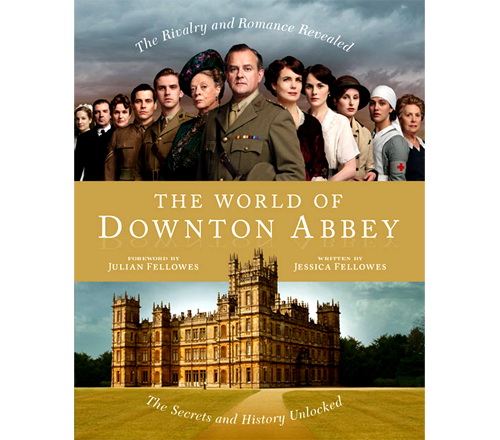 The Rivalry and Romance Revealed
THE WORLD OF
DOWNTON ABBEY
FOREWORD BY
JULIAN FELLOWES
WRITTEN BY
JESSICA FELLOWES
The Secrets and History Unlocked